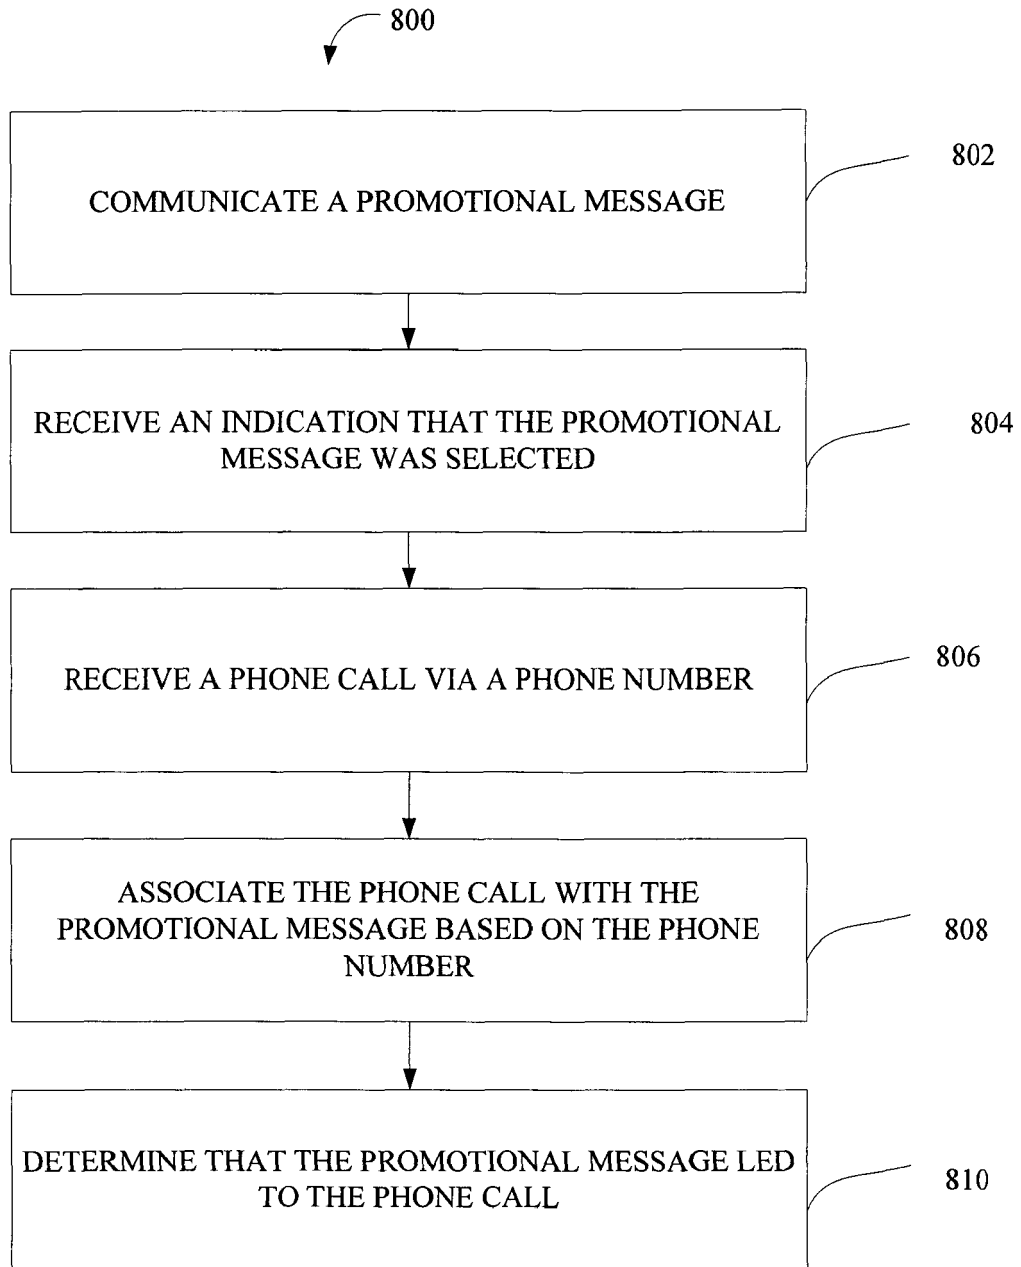 800
COMMUNICATE A PROMOTIONAL MESSAGE
802
RECEIVE AN INDICATION THAT THE PROMOTIONAL
MESSAGE WAS SELECTED
804
RECEIVE A PHONE CALL VIA A PHONE NUMBER
806
ASSOCIATE THE PHONE CALL WITH THE
PROMOTIONAL MESSAGE BASED ON THE PHONE
NUMBER
808
DETERMINE THAT THE PROMOTIONAL MESSAGE LED
TO THE PHONE CALL
810